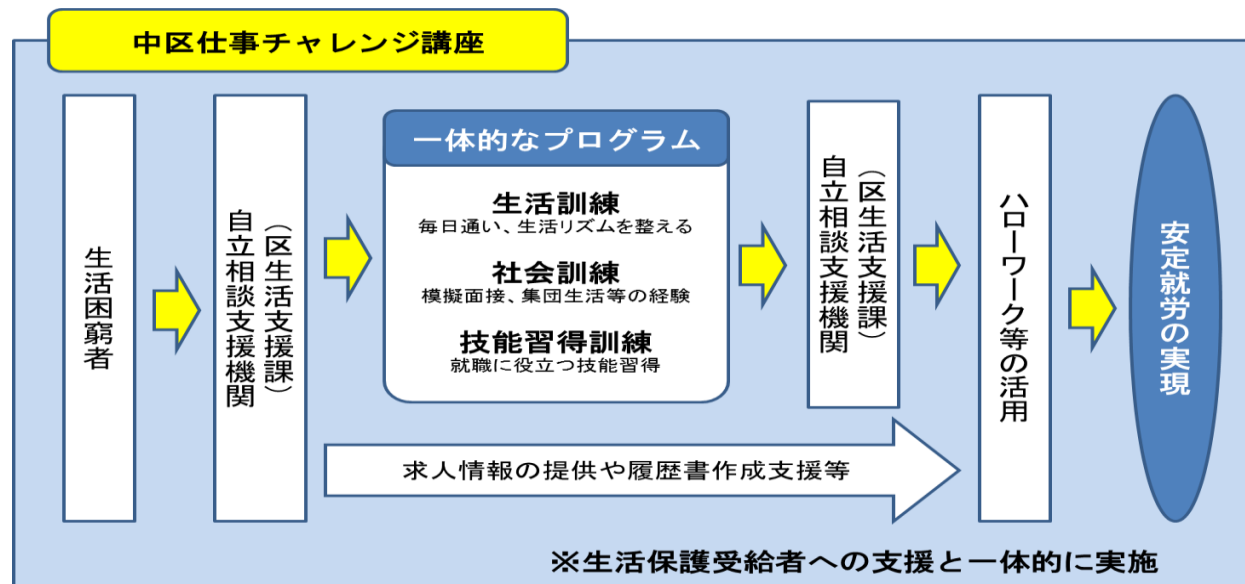 中区仕事チャレンジ講座
生活困窮者
（区生活支援課）
自立相談支援機関
一体的なプログラム
生活訓練
毎日通い、生活リズムを整える
社会訓練
模擬面接、集団生活等の経験
技能習得訓練
就職に役立つ技能習得
（区生活支援課）
自立相談支援機関
ハローワーク等の活用
安定就労の実現
求人情報の提供や履歴書作成支援等
※生活保護受給者への支援と一体的に実施